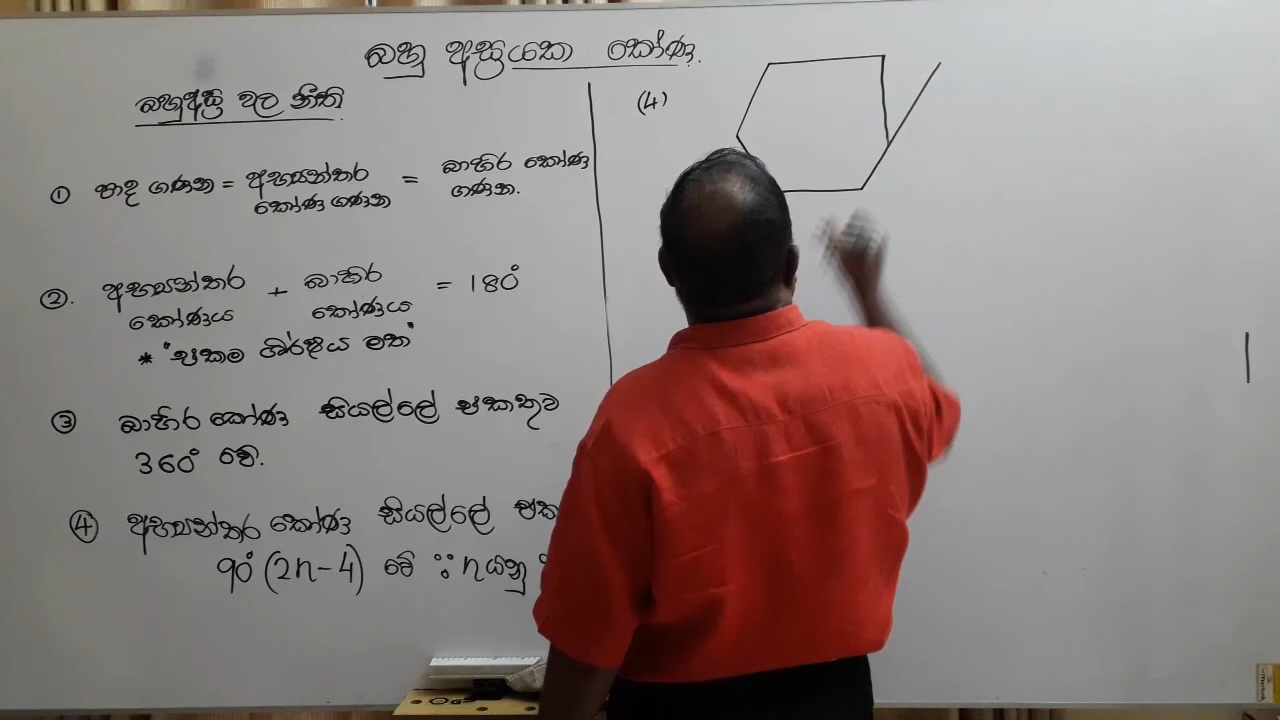 බහු අස්‍රයක කෝණ.
බහුඅස්‍ර වල නීති
① පාද ගණන = අභ්‍යන්තර කෝණ ගණන = බාහිර කෝණ ගණන.
②. අභ්‍යන්තර කෝණය + බාහිර කෝණය = 180°
* "එකම ශීර්ෂය මත"
③ බාහිර කෝණ සියල්ලේ එකතුව
360° වේ.
④ අභ්‍යන්තර කෝණ සියල්ලේ
90° (2n-4) වේ ∵ n යනු
(4)